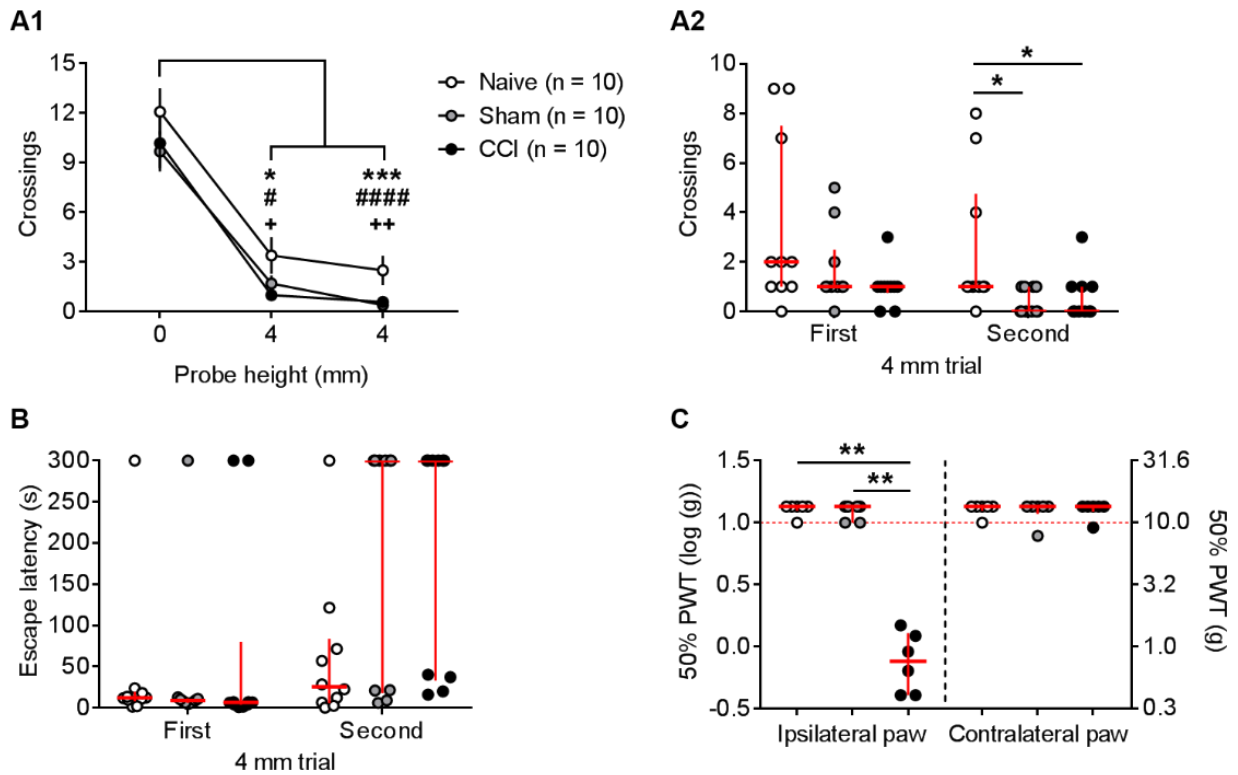 A1
15
12
9
6
3
0
Crossings
0
4
4
Probe height (mm)
*
#
+
***
####
++
Naive (n = 10)
Sham (n = 10)
CCI (n = 10)
A2
10
8
6
4
2
0
Crossings
*
*
First
Second
4 mm trial
B
300
250
200
150
100
50
0
Escape latency (s)
First
Second
4 mm trial
C
1.5
1.0
0.5
0.0
-0.5
50% PWT (log (g))
**
**
31.6
10.0
3.2
1.0
0.3
50% PWT (g)
Ipsilateral paw
Contralateral paw